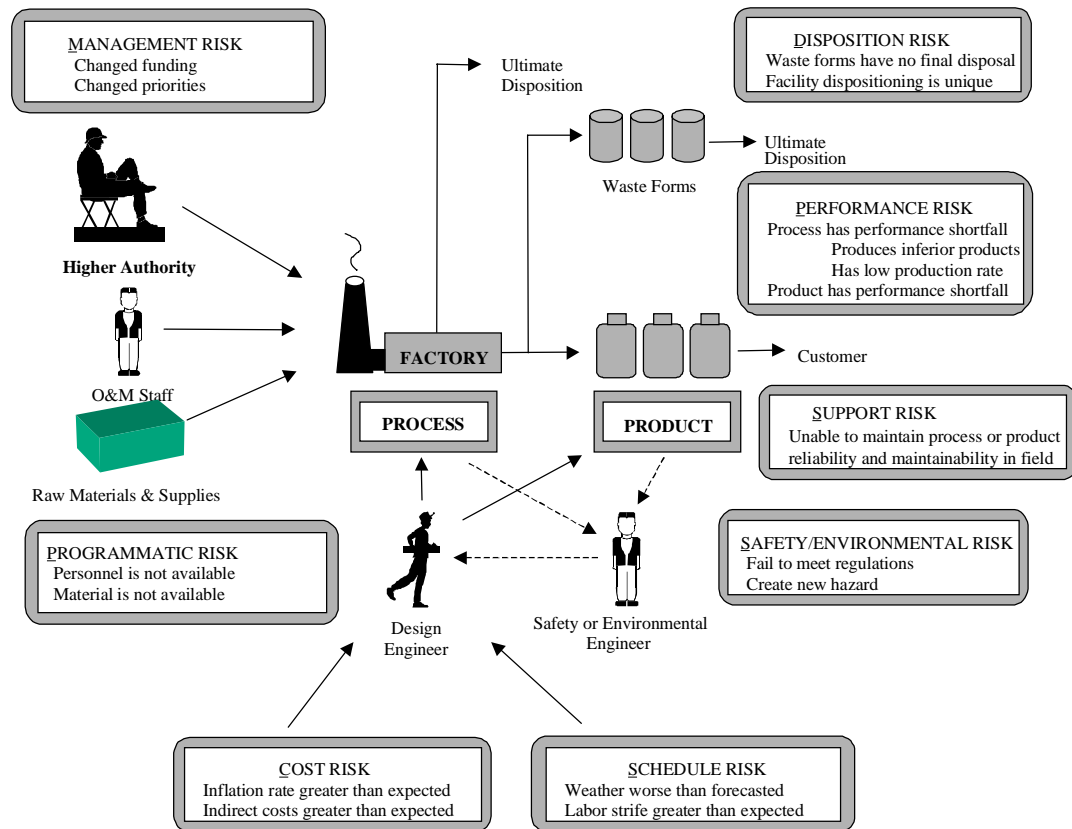 MANAGEMENT RISK
Changed funding
Changed priorities
Ultimate
Disposition
DISPOSITION RISK
Waste forms have no final disposal
Facility dispositioning is unique
Waste Forms
Ultimate
Disposition
Higher Authority
PERFORMANCE RISK
Process has performance shortfall
Produces inferior products
Has low production rate
Product has performance shortfall
O&M Staff
FACTORY
Customer
Raw Materials & Supplies
PROCESS
PRODUCT
SUPPORT RISK
Unable to maintain process or product
reliability and maintainability in field
PROGRAMMATIC RISK
Personnel is not available
Material is not available
Design
Engineer
Safety or Environmental
Engineer
SAFETY/ENVIRONMENTAL RISK
Fail to meet regulations
Create new hazard
COST RISK
Inflation rate greater than expected
Indirect costs greater than expected
SCHEDULE RISK
Weather worse than forecasted
Labor strife greater than expected